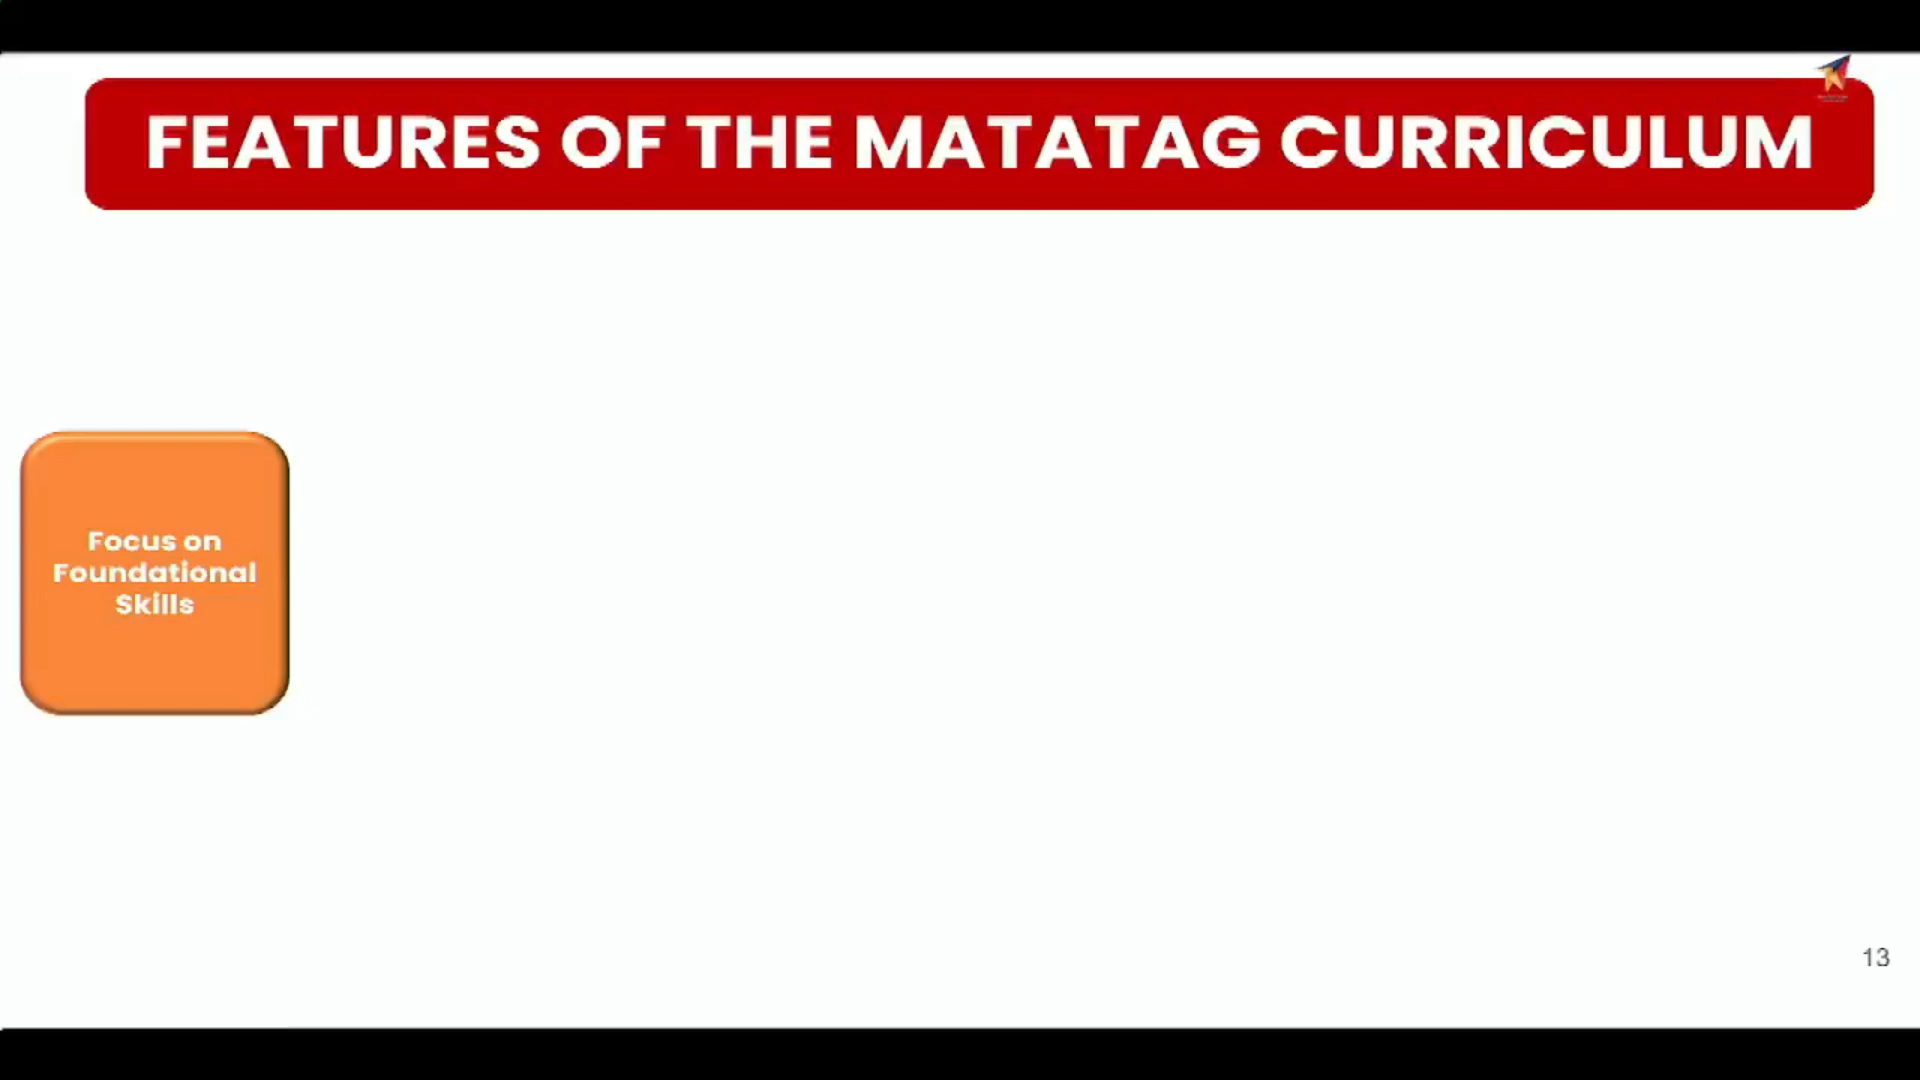 FEATURES OF THE MATATAG CURRICULUM
Focus on
Foundational
Skills
13